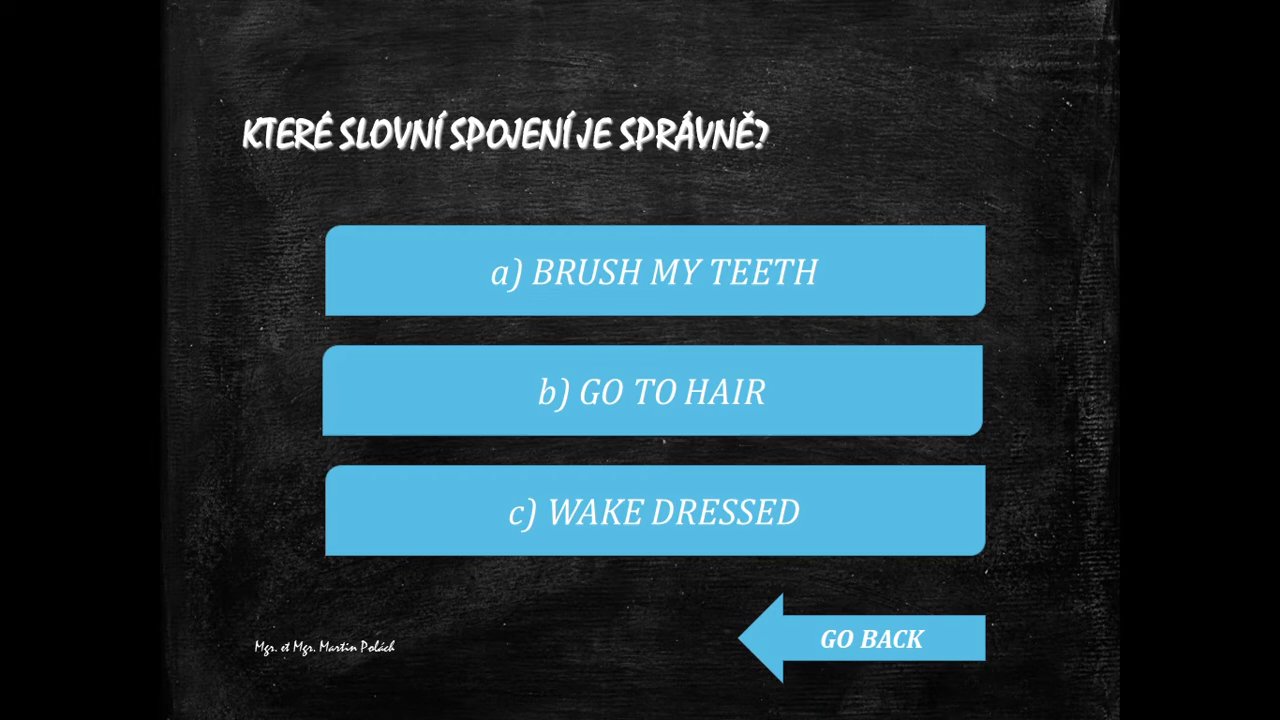 KTERÉ SLOVNÍ SPOJENÍ JE SPRÁVNĚ?
a) BRUSH MY TEETH
b) GO TO HAIR
c) WAKE DRESSED
GO BACK
Mgr. et Mgr. Martin Polách